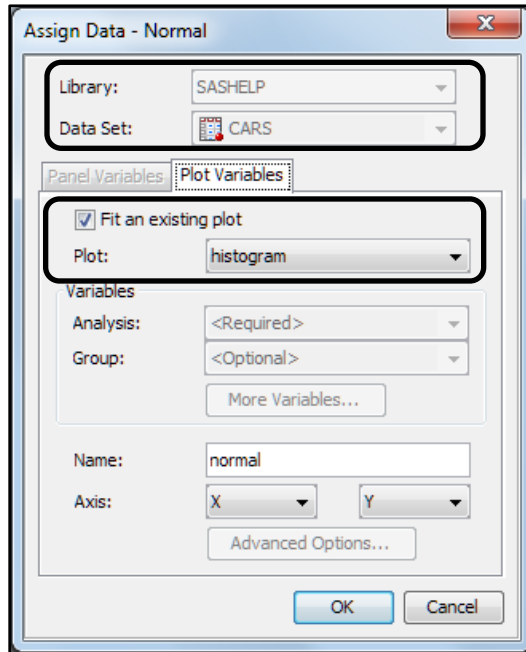 Assign Data - Normal
Library: SASHELP
Data Set: CARS
Panel Variables Plot Variables
Fit an existing plot
Plot: histogram
Variables
Analysis: <Required>
Group: <Optional>
More Variables...
Name: normal
Axis: X Y
Advanced Options...
OK Cancel